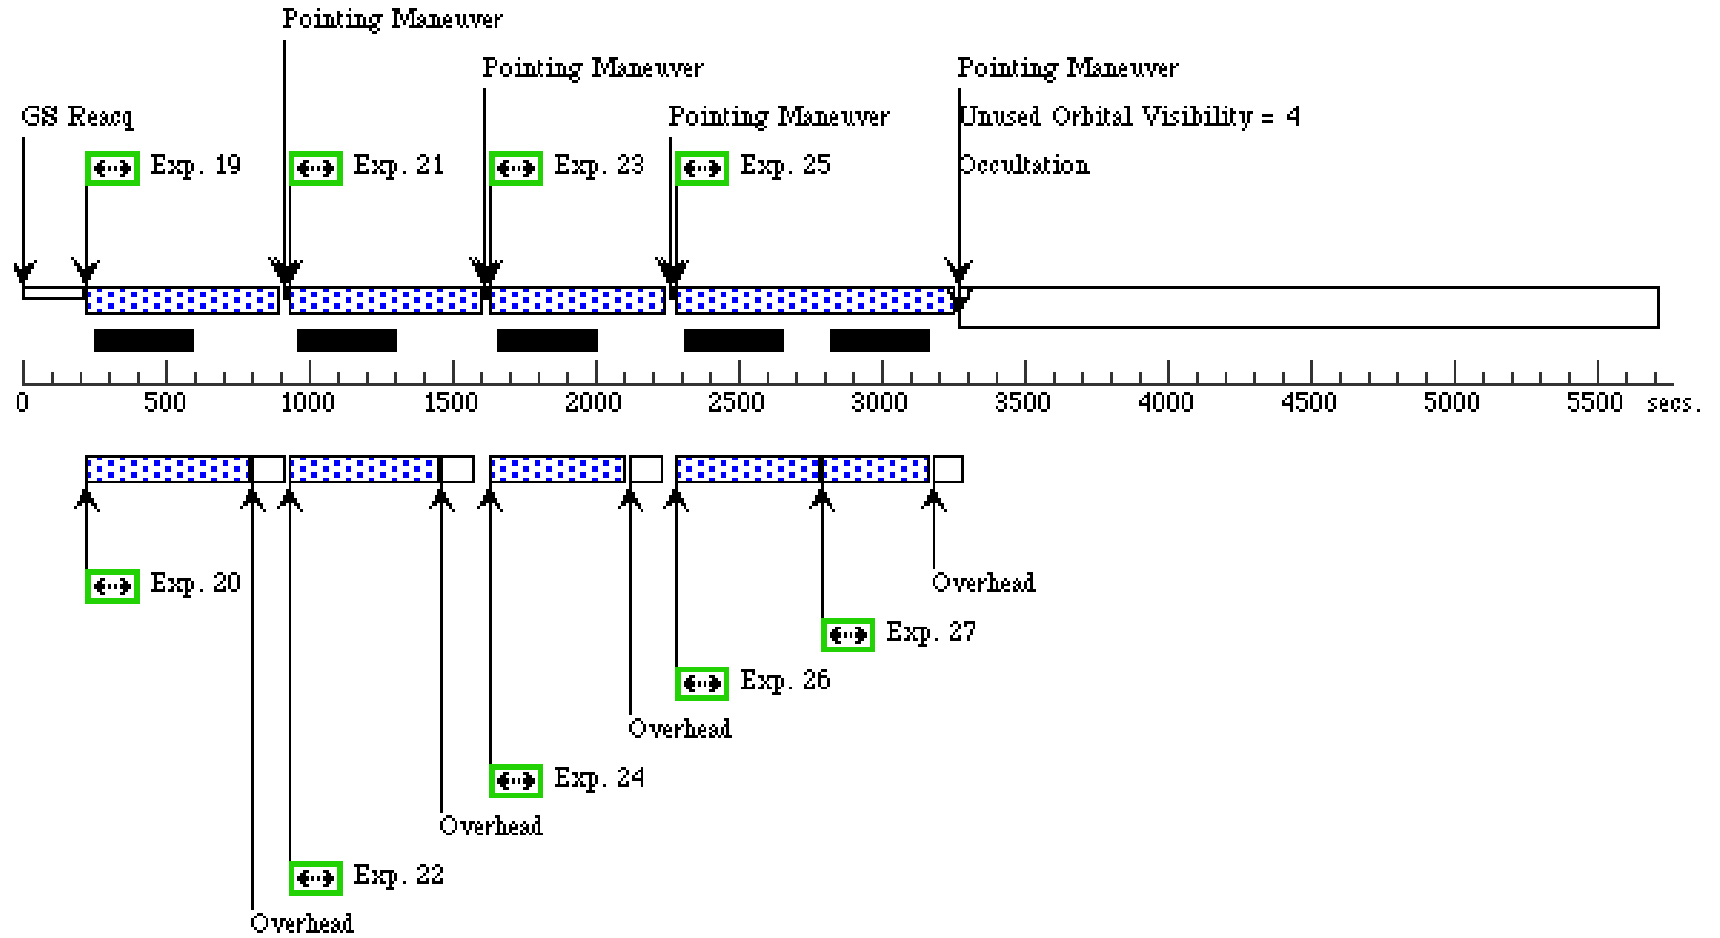 Pointing Maneuver
Pointing Maneuver
Pointing Maneuver
GS Reacq
Pointing Maneuver
Unused Orbital Visibility = 4
Exp. 19
Exp. 21
Exp. 23
Exp. 25
Occultation
0
500
1000
1500
2000
2500
3000
3500
4000
4500
5000
5500
secs.
Exp. 20
Overhead
Exp. 27
Exp. 26
Overhead
Exp. 24
Overhead
Exp. 22
Overhead